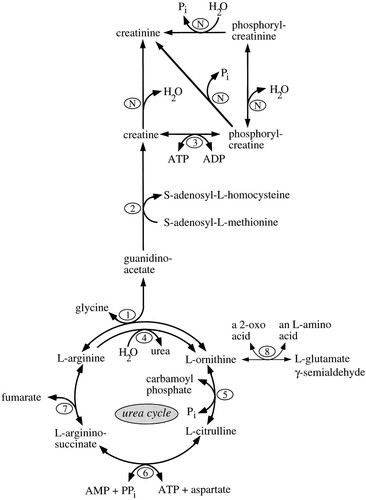 Pi H2O
creatinine
phosphoryl-
creatinine
N
N
H2O
Pi
N
N
H2O
creatine
3
phosphoryl-
creatine
ATP ADP
2
S-adenosyl-L-homocysteine
S-adenosyl-L-methionine
guanidino-
acetate
glycine
1
4
H2O urea
L-arginine
L-ornithine
a 2-oxo
acid
an L-amino
acid
8
L-glutamate
γ-semialdehyde
carbamoyl
phosphate
5
Pi
fumarate
7
urea cycle
L-citrulline
L-arginino-
succinate
6
AMP + PPi
ATP + aspartate